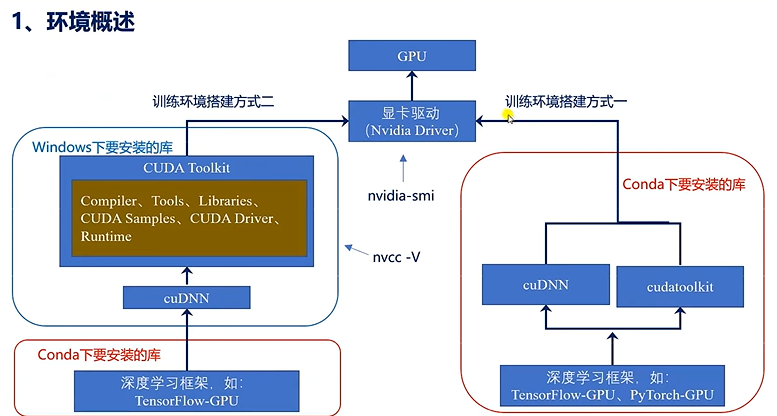 1、环境概述
GPU
训练环境搭建方式二
训练环境搭建方式一
显卡驱动
（Nvidia Driver）
Windows下要安装的库
CUDA Toolkit
Compiler、Tools、Libraries、
CUDA Samples、CUDA Driver、
Runtime
nvidia-smi
nvcc -V
cuDNN
Conda下要安装的库
深度学习框架，如：
TensorFlow-GPU
Conda下要安装的库
cuDNN
cudatoolkit
深度学习框架，如：
TensorFlow-GPU、PyTorch-GPU